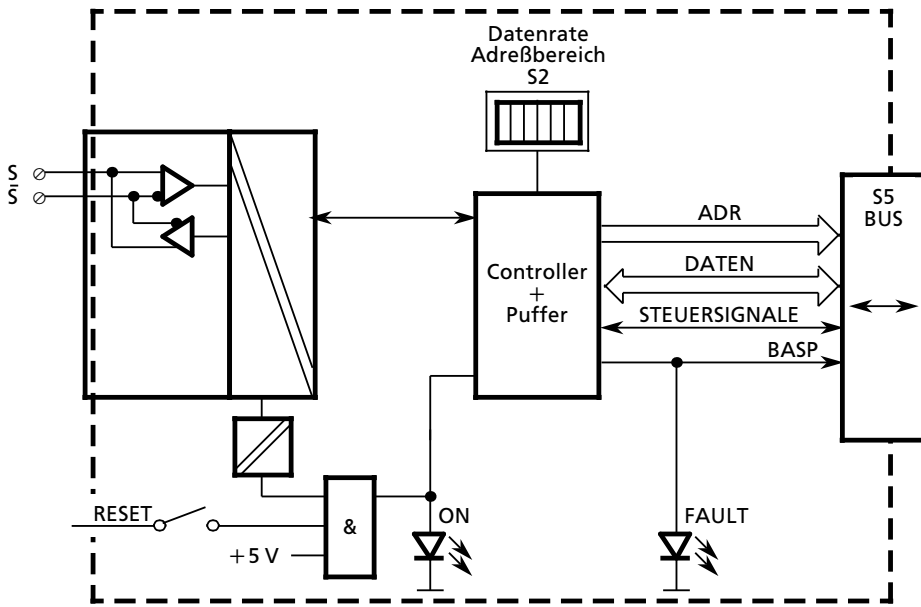 Datenrate
Adreßbereich
S2
S
S̅
S5
BUS
ADR
DATEN
Controller
+
Puffer
STEUERSIGNALE
BASP
RESET
&
ON
FAULT
+5 V